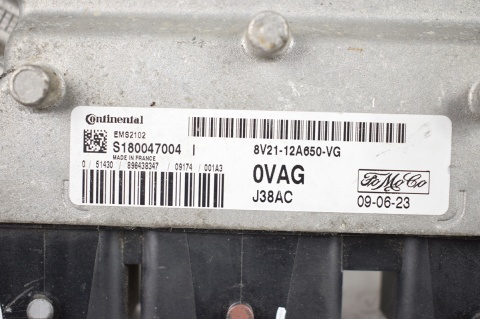 Continental
EMS2102
S180047004 I
MADE IN FRANCE
0 / 51430 / 896438347 / 09174 / 001A3
8V21-12A650-VG
0VAG
J38AC
FoMoCo
09-06-23